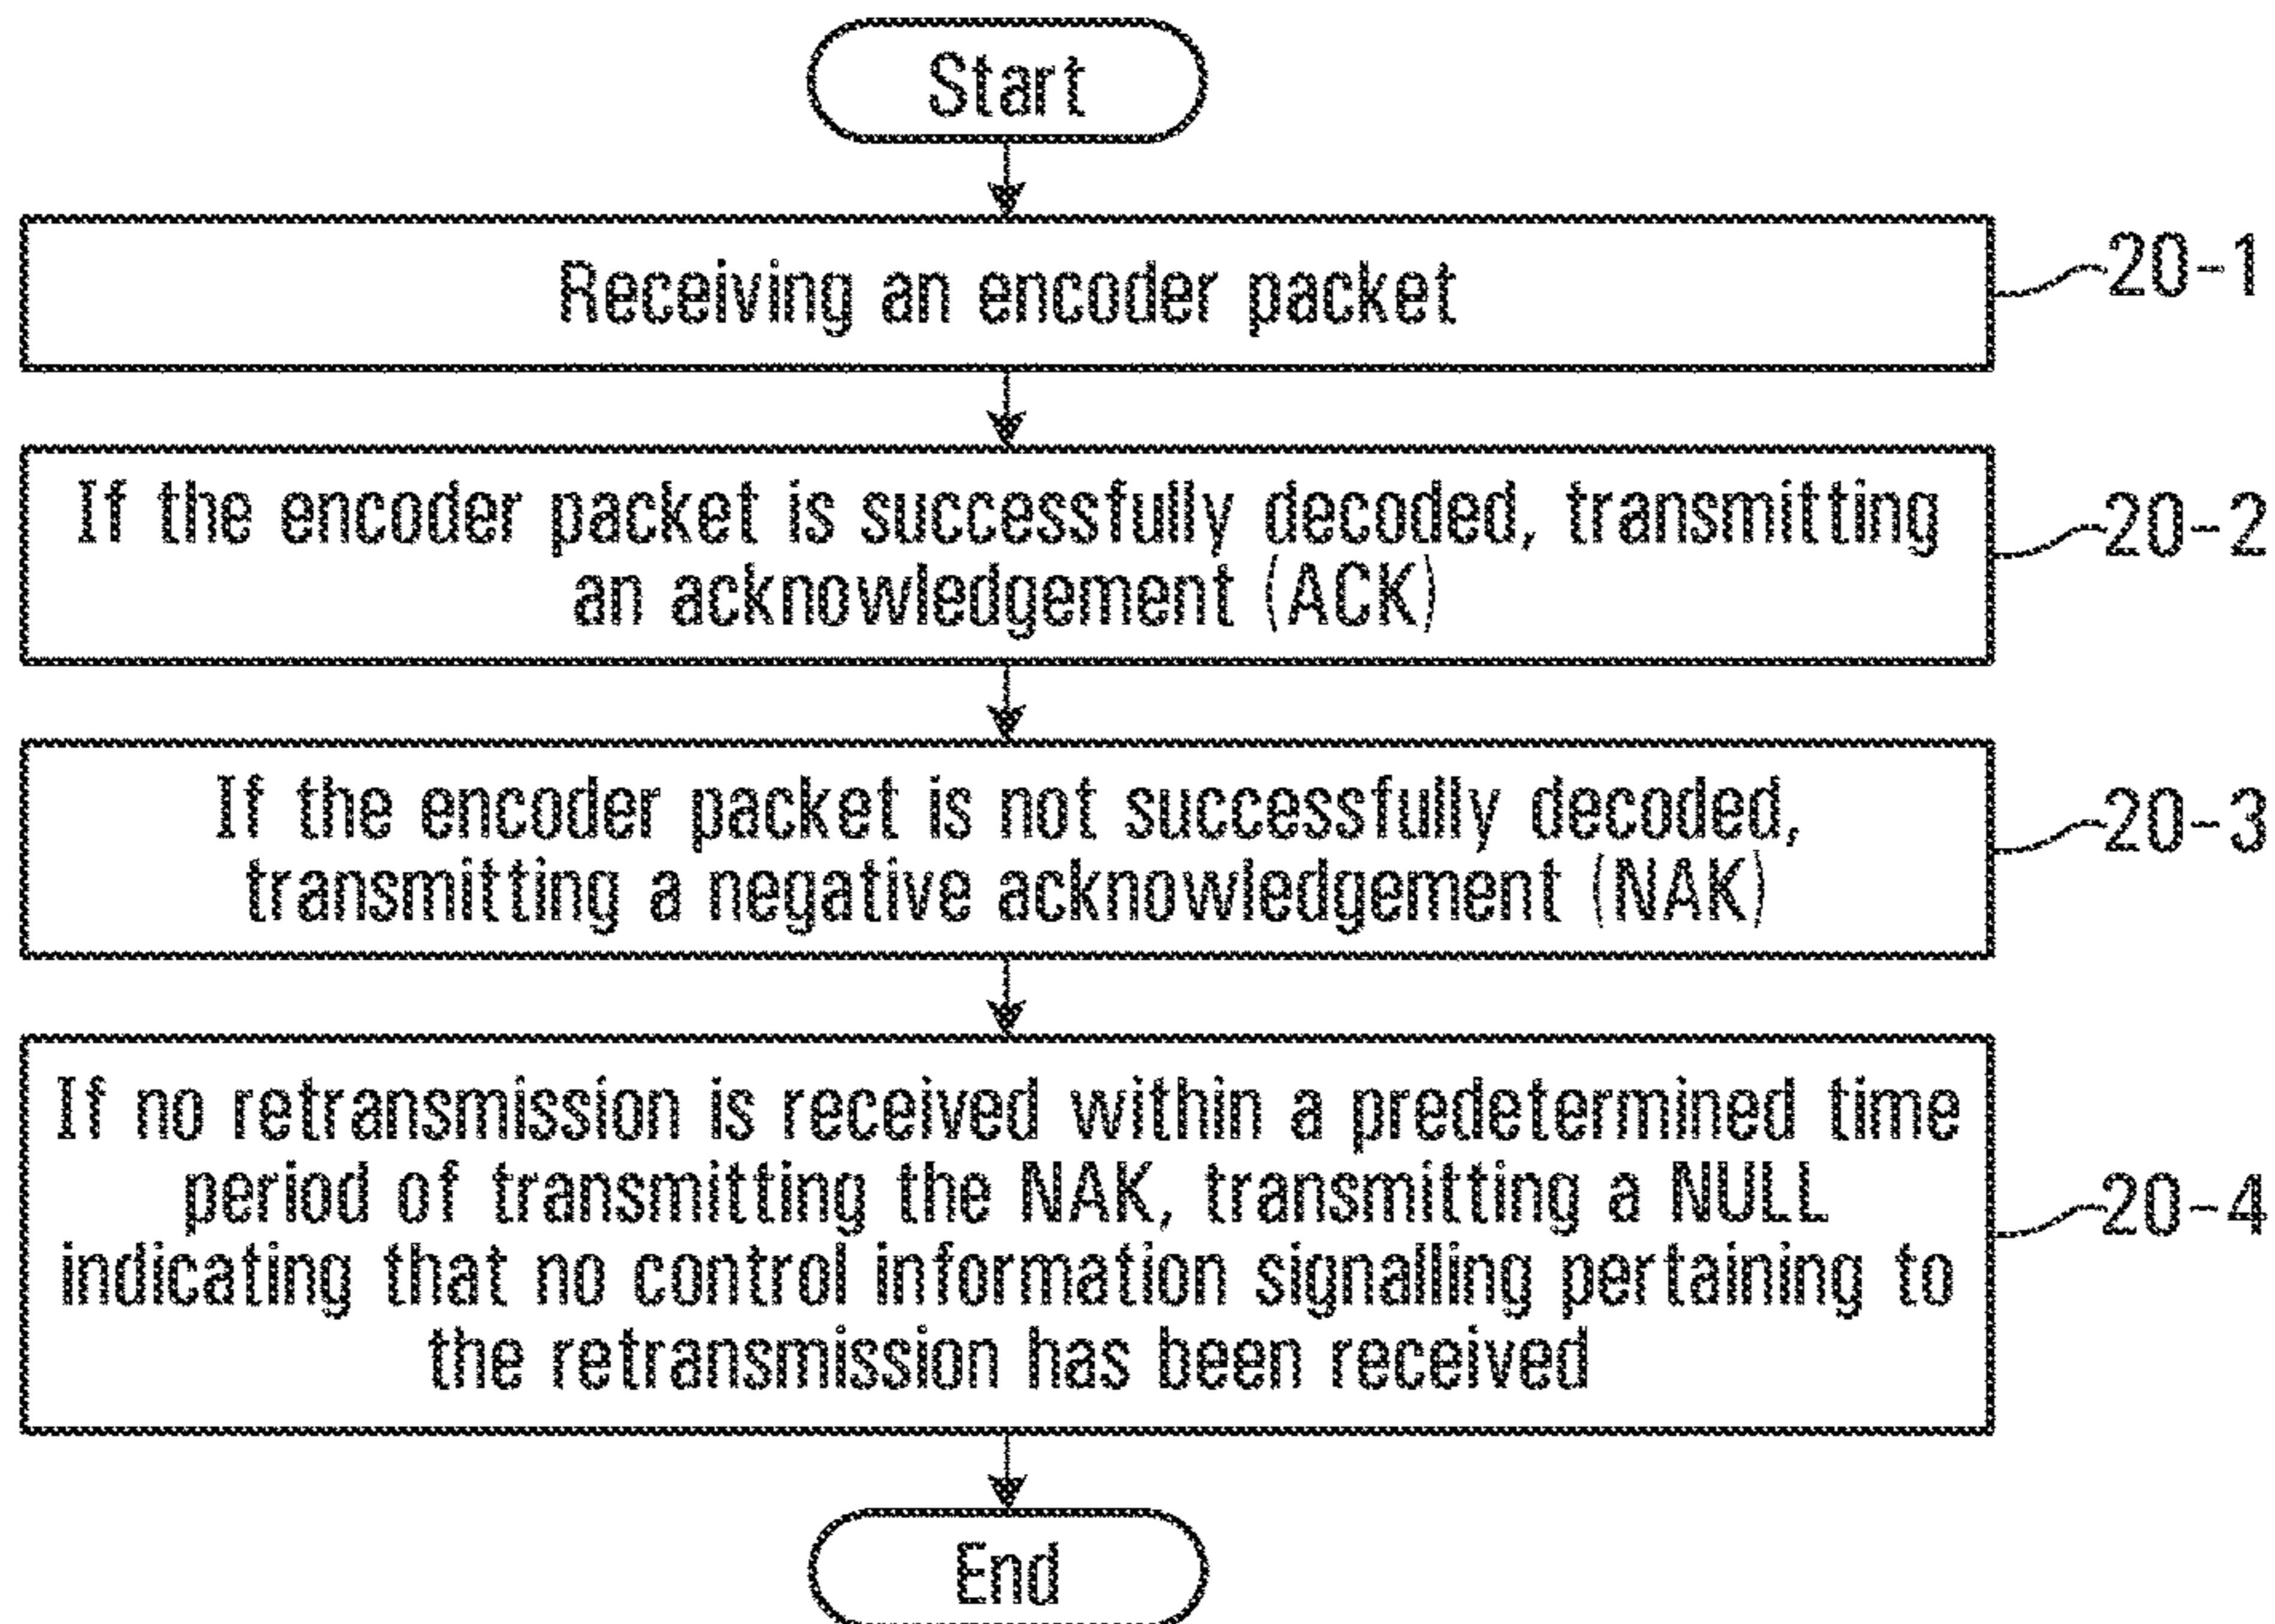 Start
Receiving an encoder packet
20-1
If the encoder packet is successfully decoded, transmitting
an acknowledgement (ACK)
20-2
If the encoder packet is not successfully decoded,
transmitting a negative acknowledgement (NAK)
20-3
If no retransmission is received within a predetermined time
period of transmitting the NAK, transmitting a NULL
indicating that no control information signalling pertaining to
the retransmission has been received
20-4
End